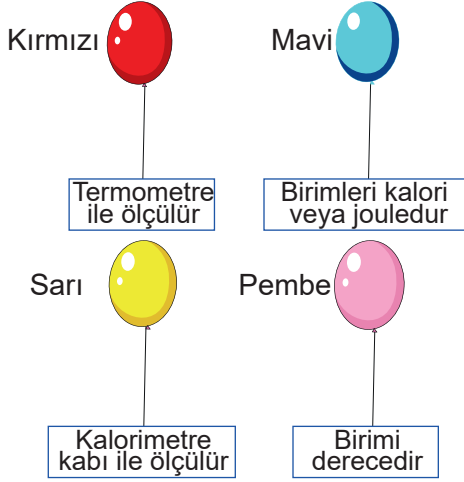 Kırmızı
Mavi
Termometre
ile ölçülür
Birimleri kalori
veya jouledur
Sarı
Pembe
Kalorimetre
kabı ile ölçülür
Birimi
derecedir